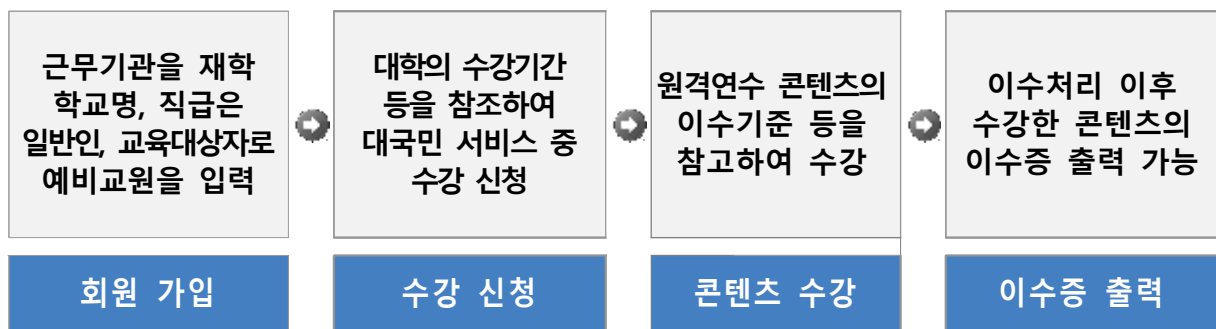 근무기관을 재학
학교명, 직급은
일반인, 교육대상자로
예비교원을 입력
대학의 수강기간
등을 참조하여
대국민 서비스 중
수강 신청
원격연수 콘텐츠의
이수기준 등을
참고하여 수강
이수처리 이후
수강한 콘텐츠의
이수증 출력 가능
회원 가입
수강 신청
콘텐츠 수강
이수증 출력